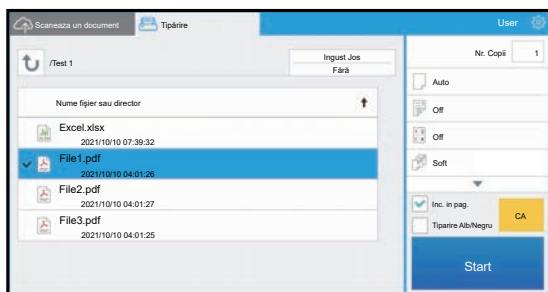 Scaneaza un document
Tipărire
User
/Test 1
Ingust Jos
Fără
Nr. Copii 1
Nume fișier sau director
Excel.xlsx
2021/10/10 07:39:32
File1.pdf
2021/10/10 04:01:26
File2.pdf
2021/10/10 04:01:27
File3.pdf
2021/10/10 04:01:25
Auto
Off
Off
Soft
Inc. in pag.
Tiparire Alb/Negru
CA
Start